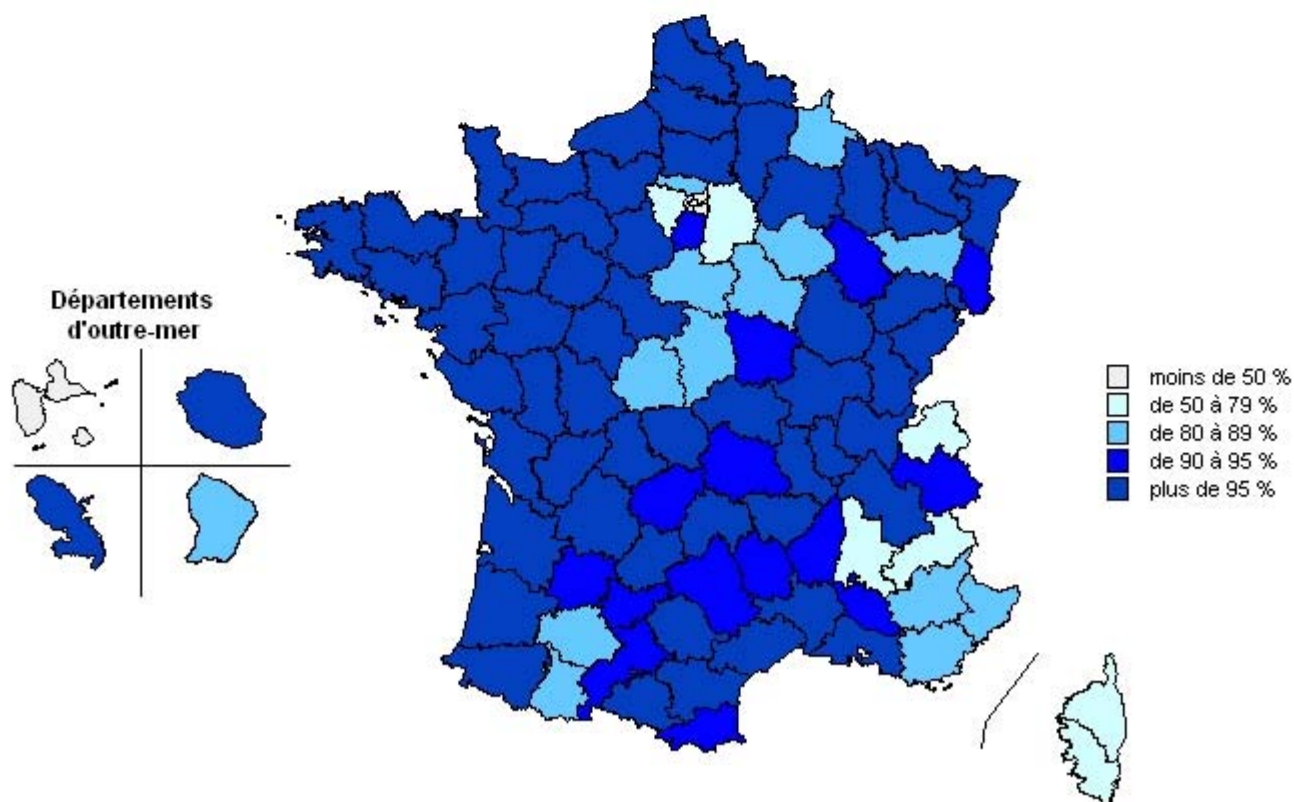 Départements
d'outre-mer
moins de 50 %
de 50 à 79 %
de 80 à 89 %
de 90 à 95 %
plus de 95 %